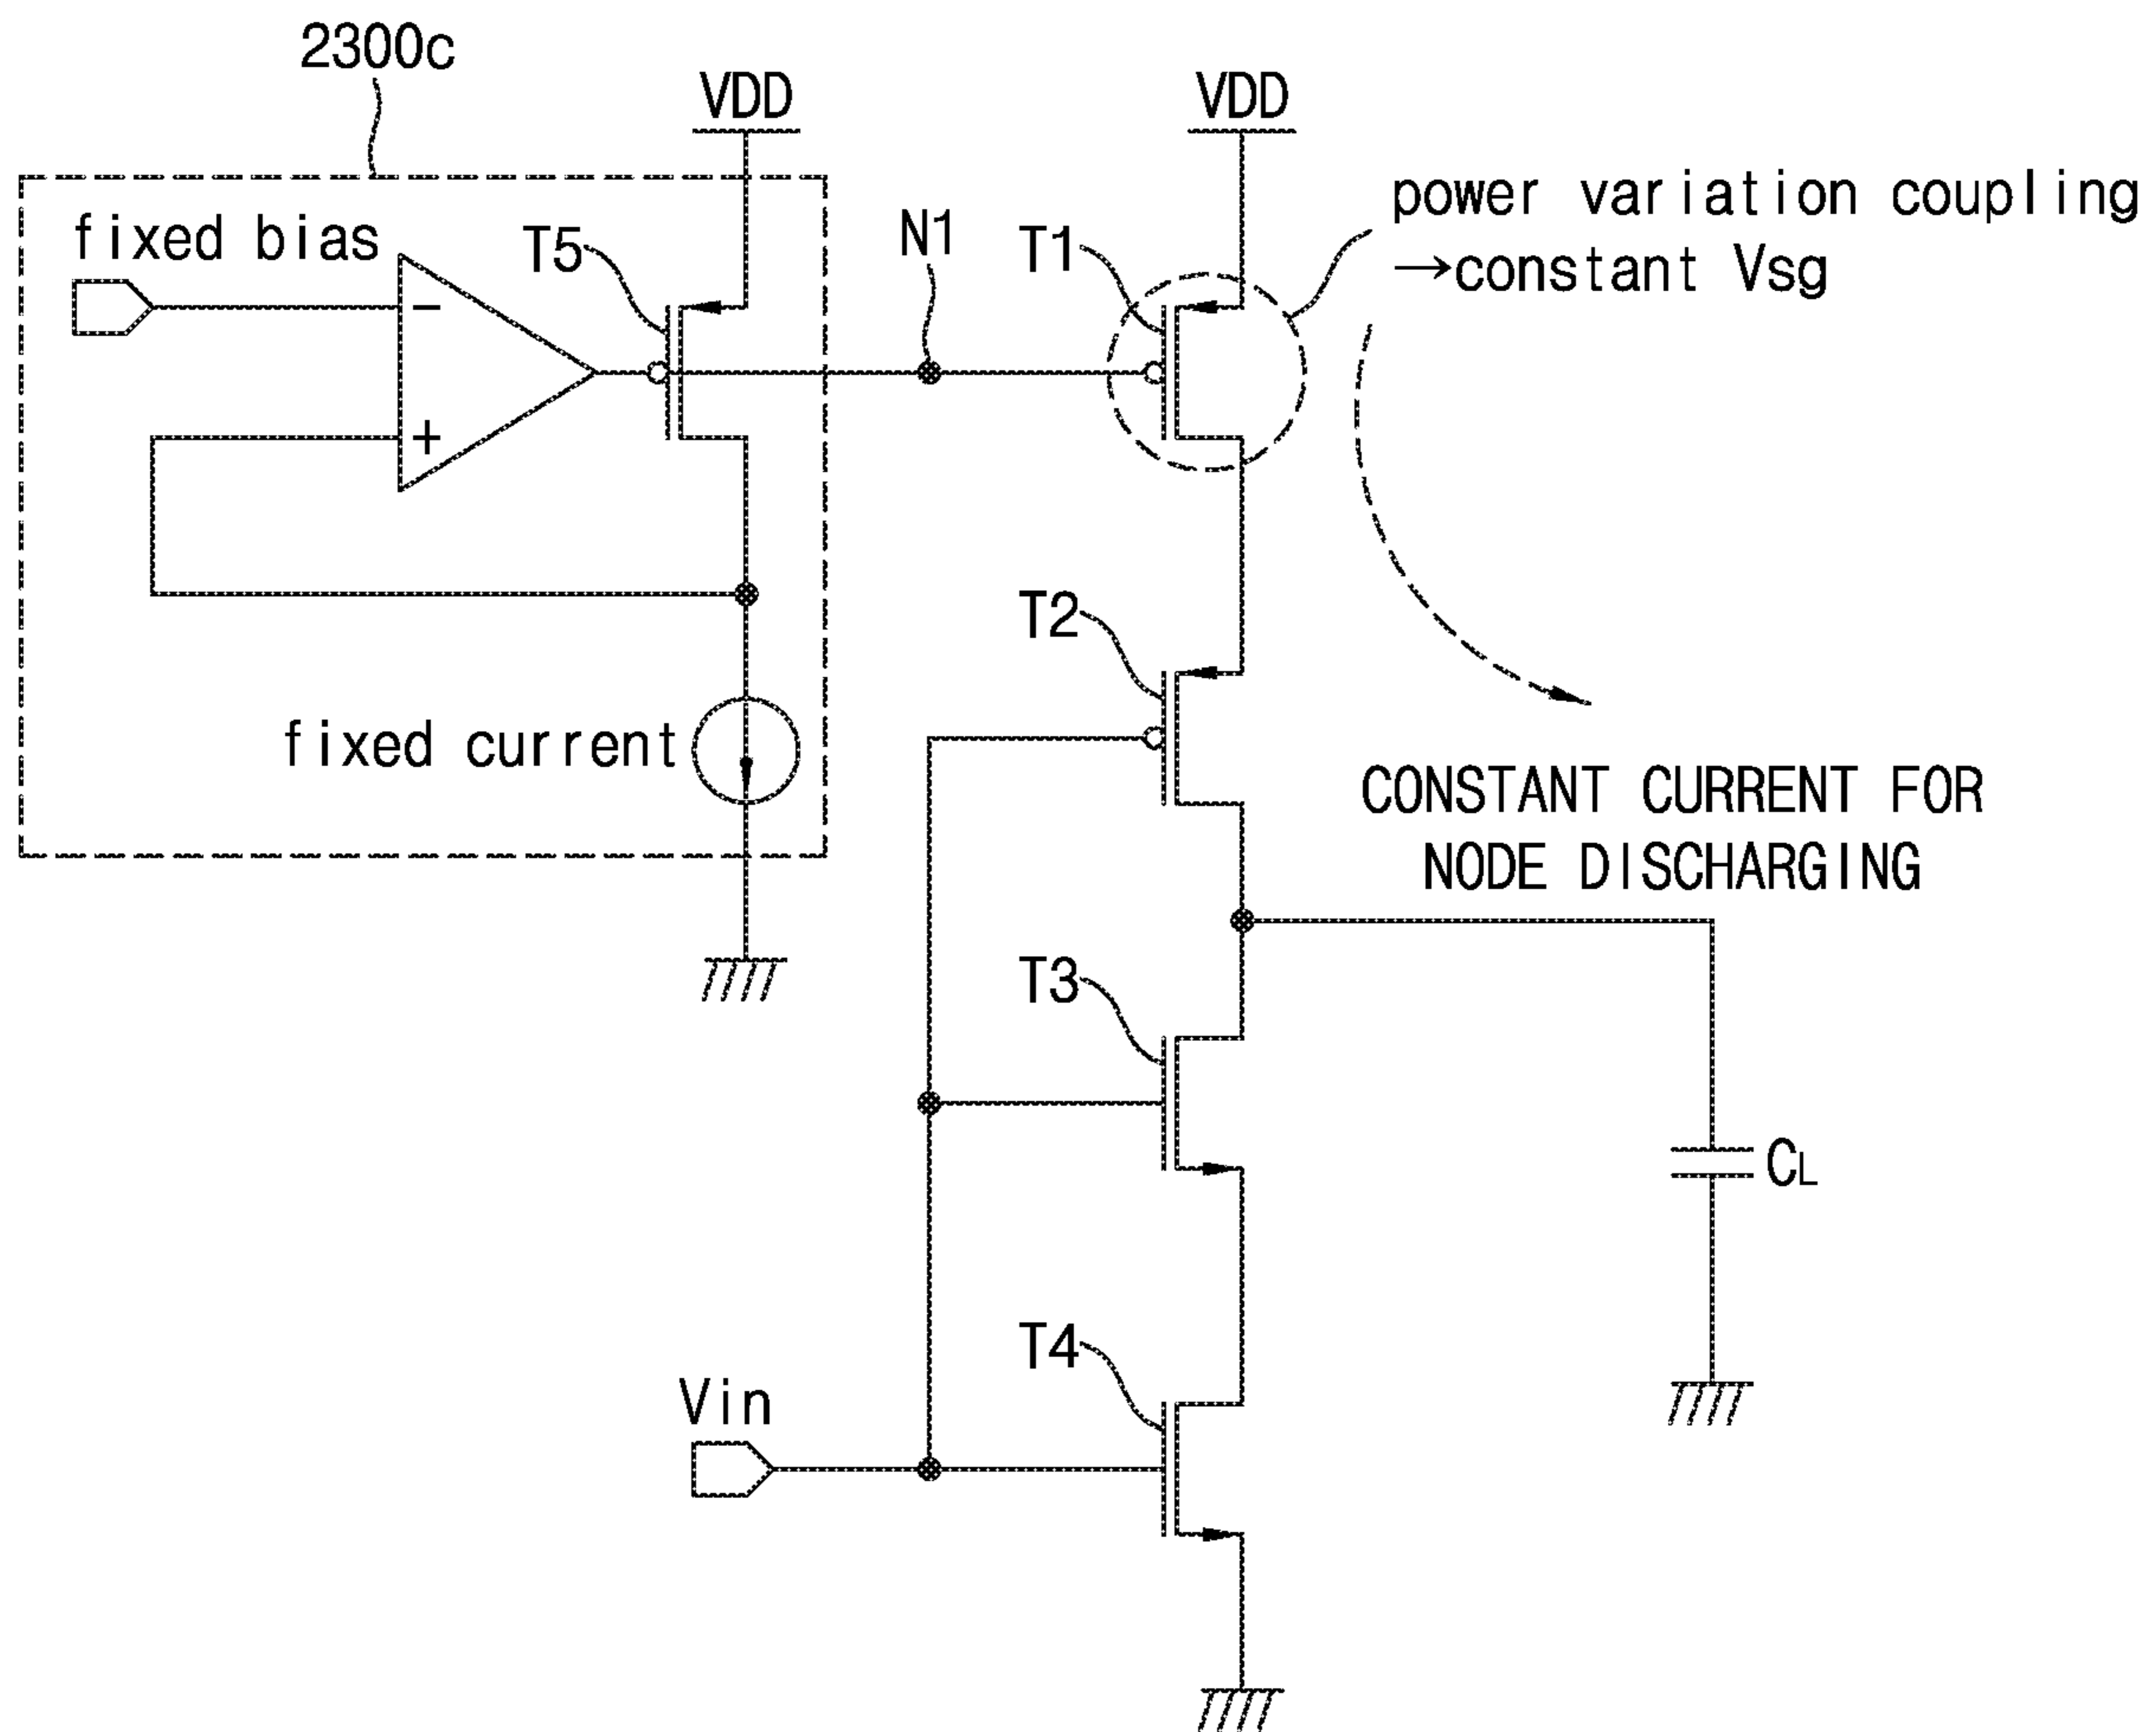 2300c
VDD
VDD
fixed bias
T5
N1
T1
power variation coupling
→constant Vsg
−
+
T2
fixed current
CONSTANT CURRENT FOR
NODE DISCHARGING
T3
CL
T4
Vin